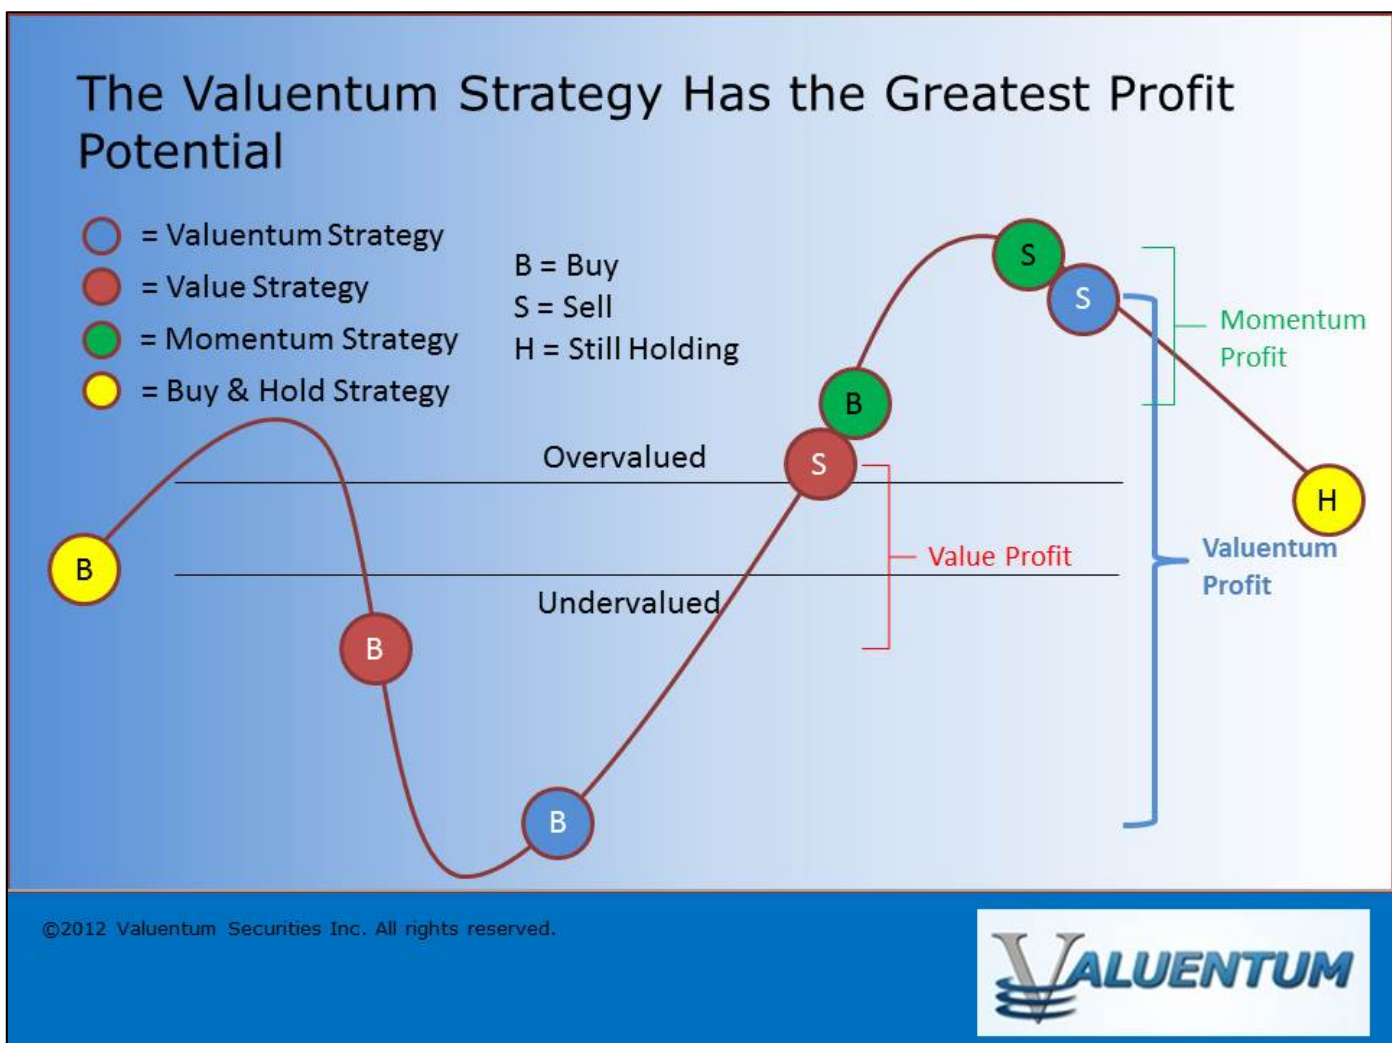 The Valuentum Strategy Has the Greatest Profit
Potential
= Valuentum Strategy
= Value Strategy
= Momentum Strategy
= Buy & Hold Strategy
B = Buy
S = Sell
H = Still Holding
S
S
Momentum
Profit
B
Overvalued
S
H
B
Value Profit
Valuentum
Profit
Undervalued
B
B
©2012 Valuentum Securities Inc. All rights reserved.
VALUENTUM